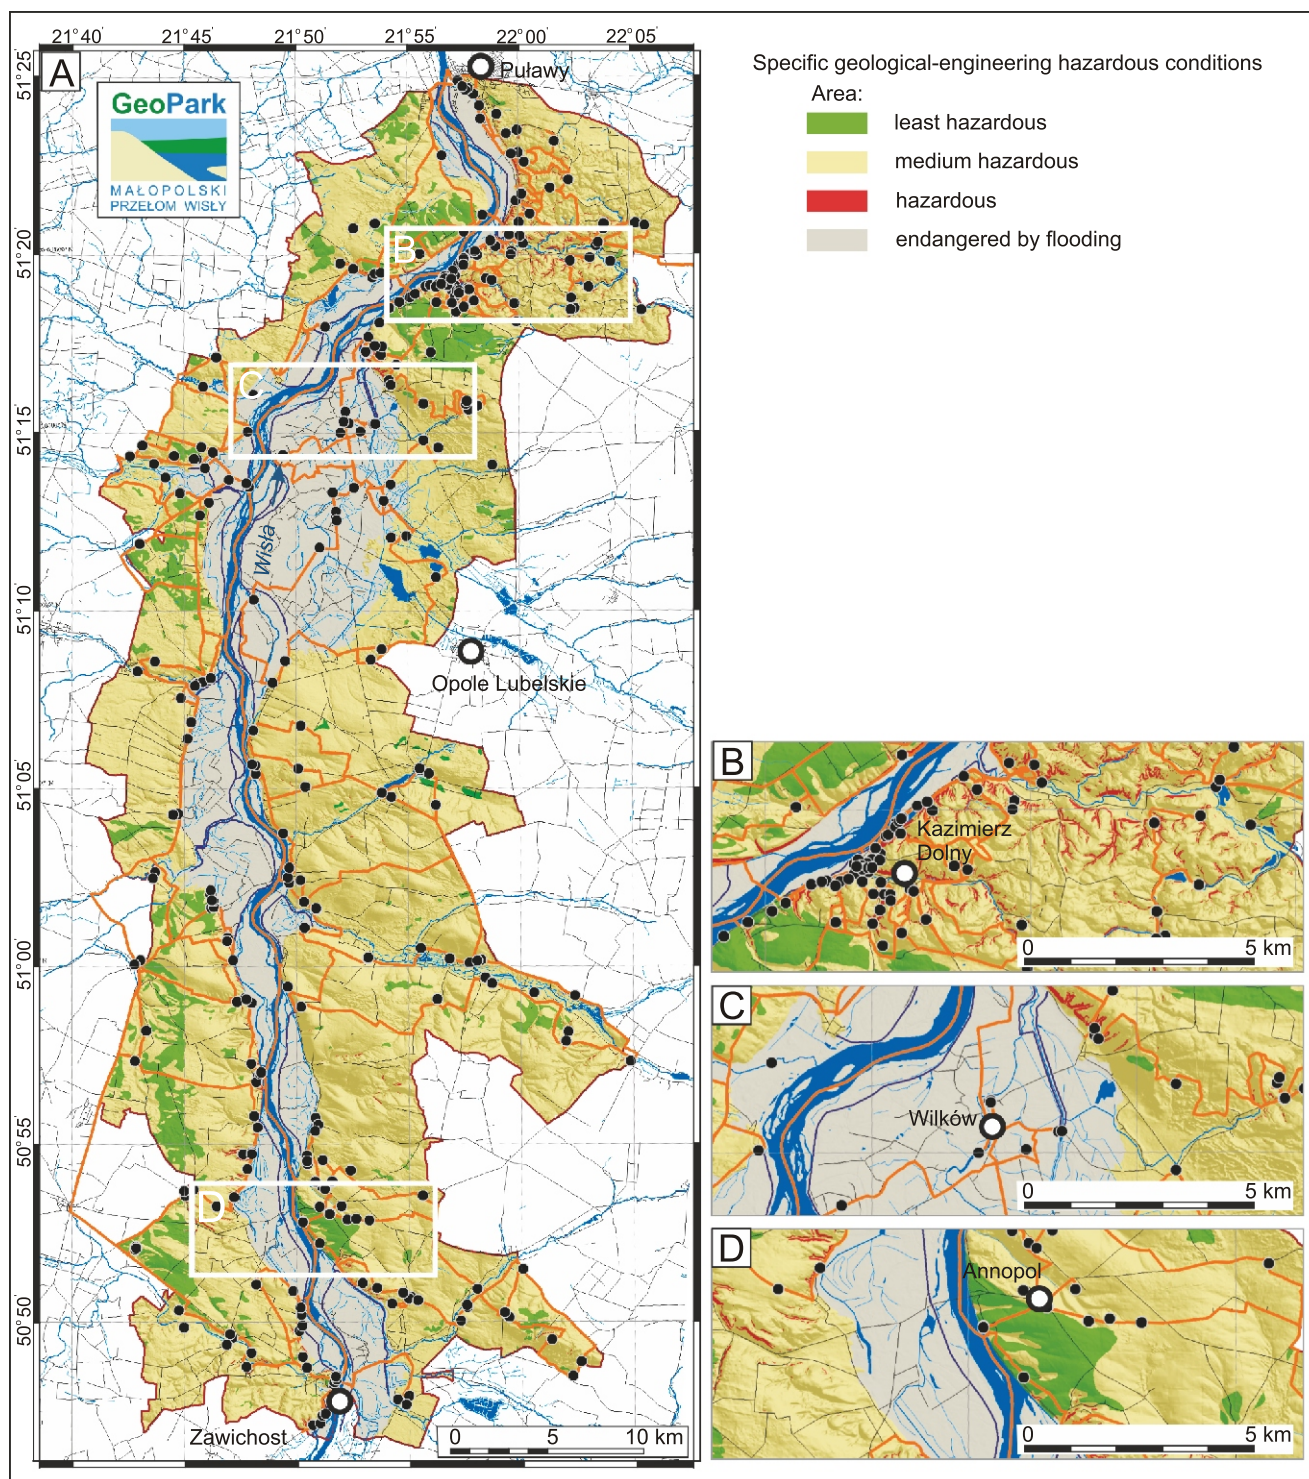 21°40'
21°45'
21°50'
21°55'
22°00'
22°05'
51°25'
51°20'
51°15'
51°10'
51°05'
51°00'
50°55'
50°50'
A
GeoPark
MAŁOPOLSKI
PRZEŁOM WISŁY
Puławy
B
C
Wisła
Opole Lubelskie
D
Zawichost
0 5 10 km
Specific geological-engineering hazardous conditions
Area:
least hazardous
medium hazardous
hazardous
endangered by flooding
B
Kazimierz
Dolny
0 5 km
C
Wilków
0 5 km
D
Annopol
0 5 km